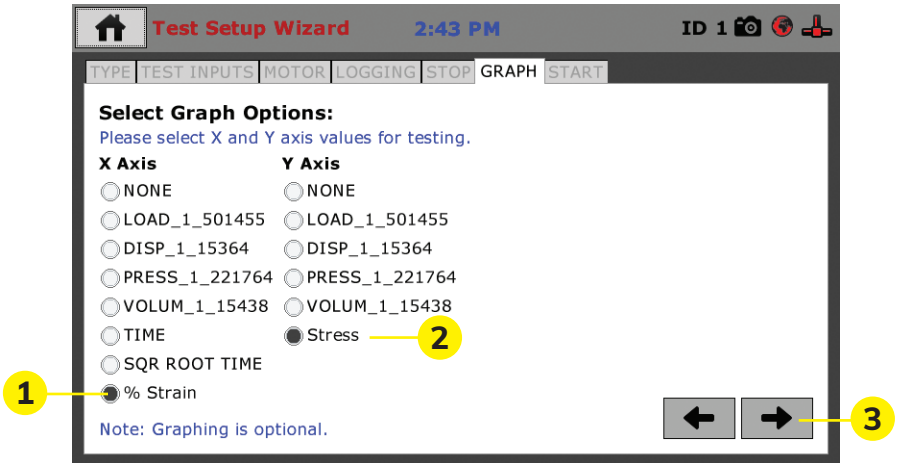 Test Setup Wizard 2:43 PM ID 1
TYPE TEST INPUTS MOTOR LOGGING STOP GRAPH START
Select Graph Options:
Please select X and Y axis values for testing.
X Axis Y Axis
NONE NONE
LOAD_1_501455 LOAD_1_501455
DISP_1_15364 DISP_1_15364
PRESS_1_221764 PRESS_1_221764
VOLUM_1_15438 VOLUM_1_15438
TIME Stress 2
SQR ROOT TIME
1 % Strain
Note: Graphing is optional. 3